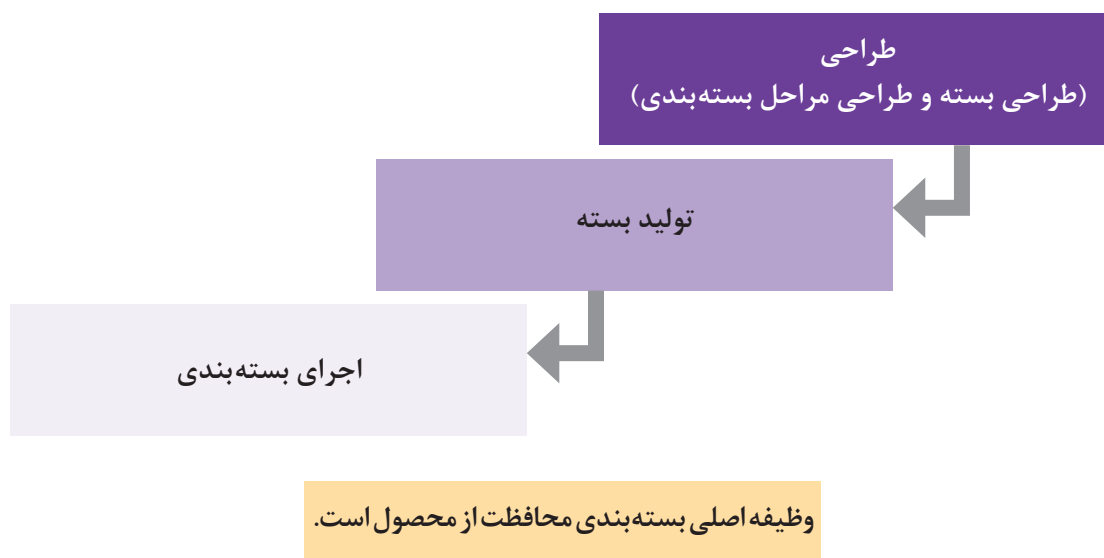 طراحی
(طراحی بسته و طراحی مراحل بسته‌بندی)
تولید بسته
اجرای بسته‌بندی
وظیفه اصلی بسته‌بندی محافظت از محصول است.